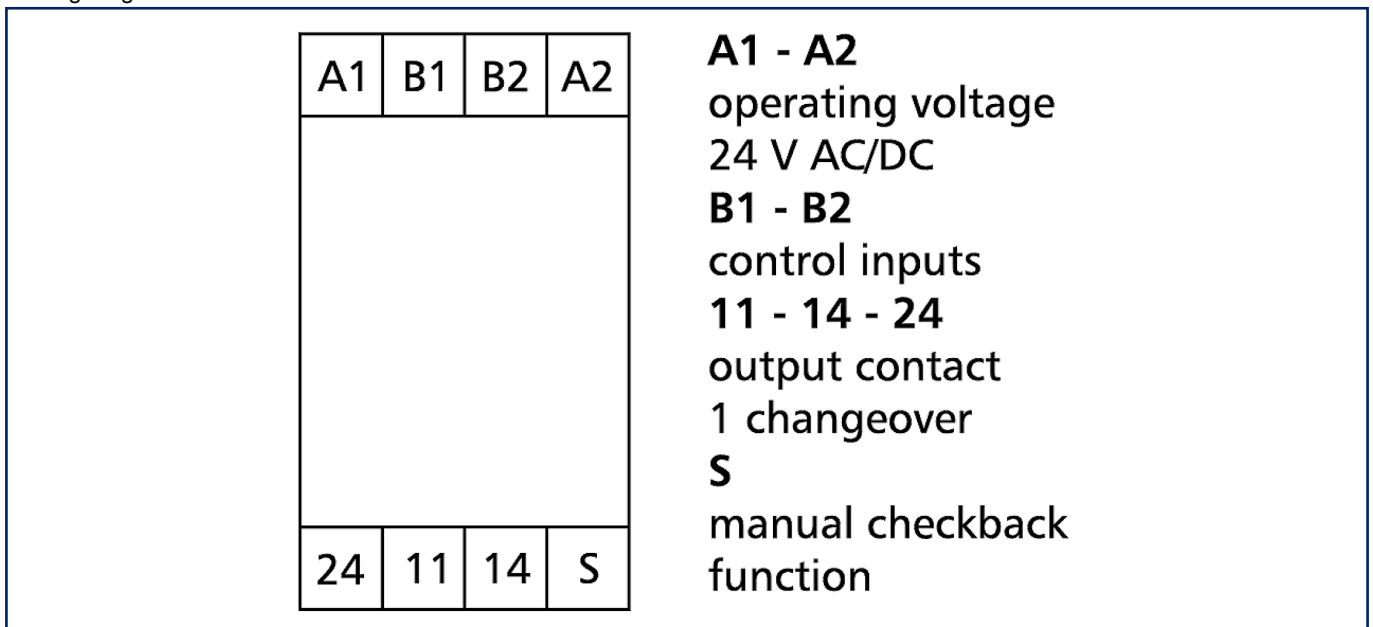 A1 B1 B2 A2
24 11 14 S
A1 - A2
operating voltage
24 V AC/DC
B1 - B2
control inputs
11 - 14 - 24
output contact
1 changeover
S
manual checkback
function